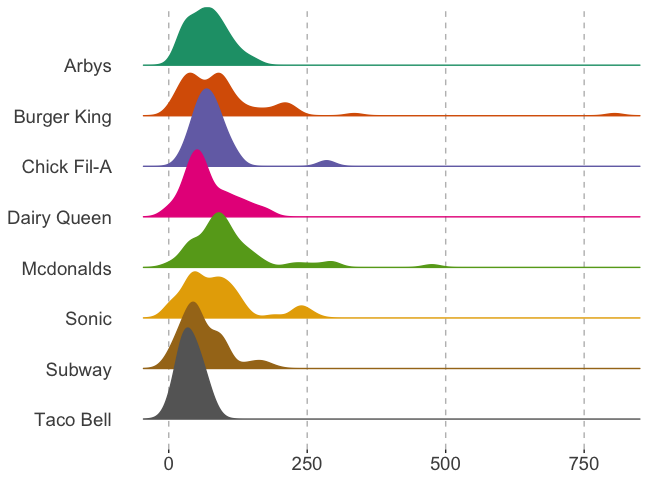 Arbys
Burger King
Chick Fil-A
Dairy Queen
Mcdonalds
Sonic
Subway
Taco Bell
0 250 500 750